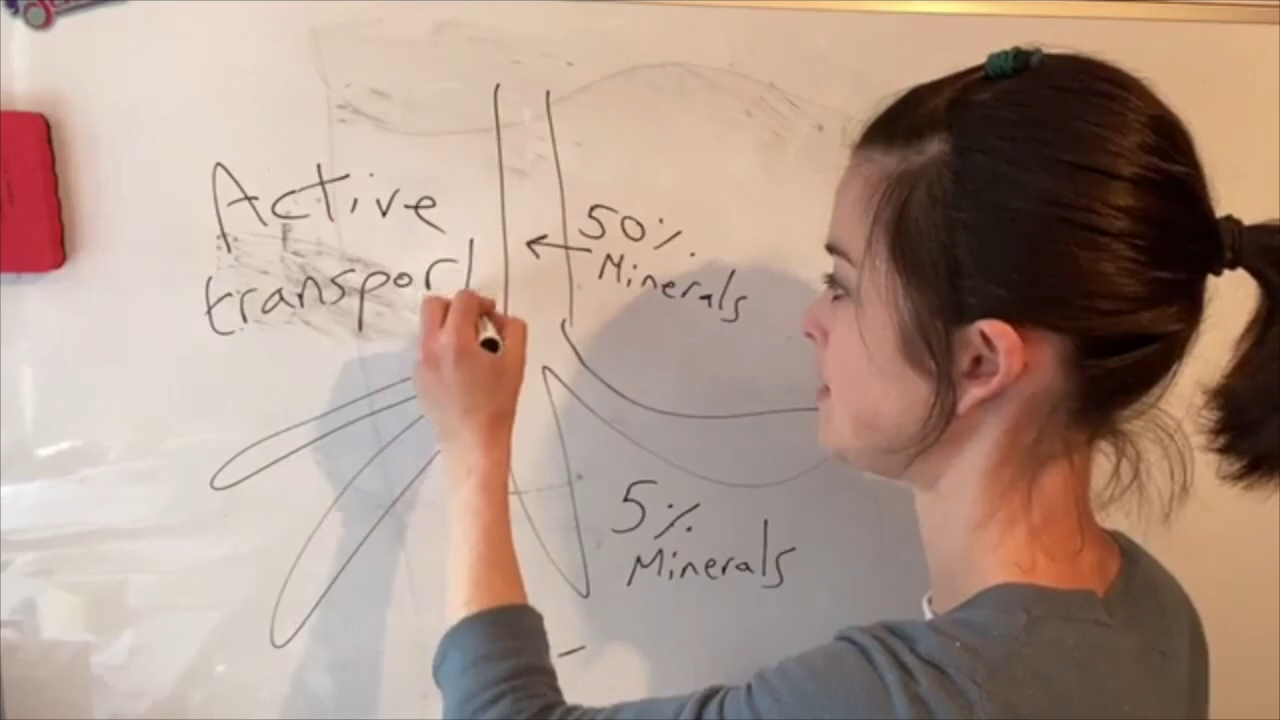 Active
transport
50%
Minerals
5%
Minerals